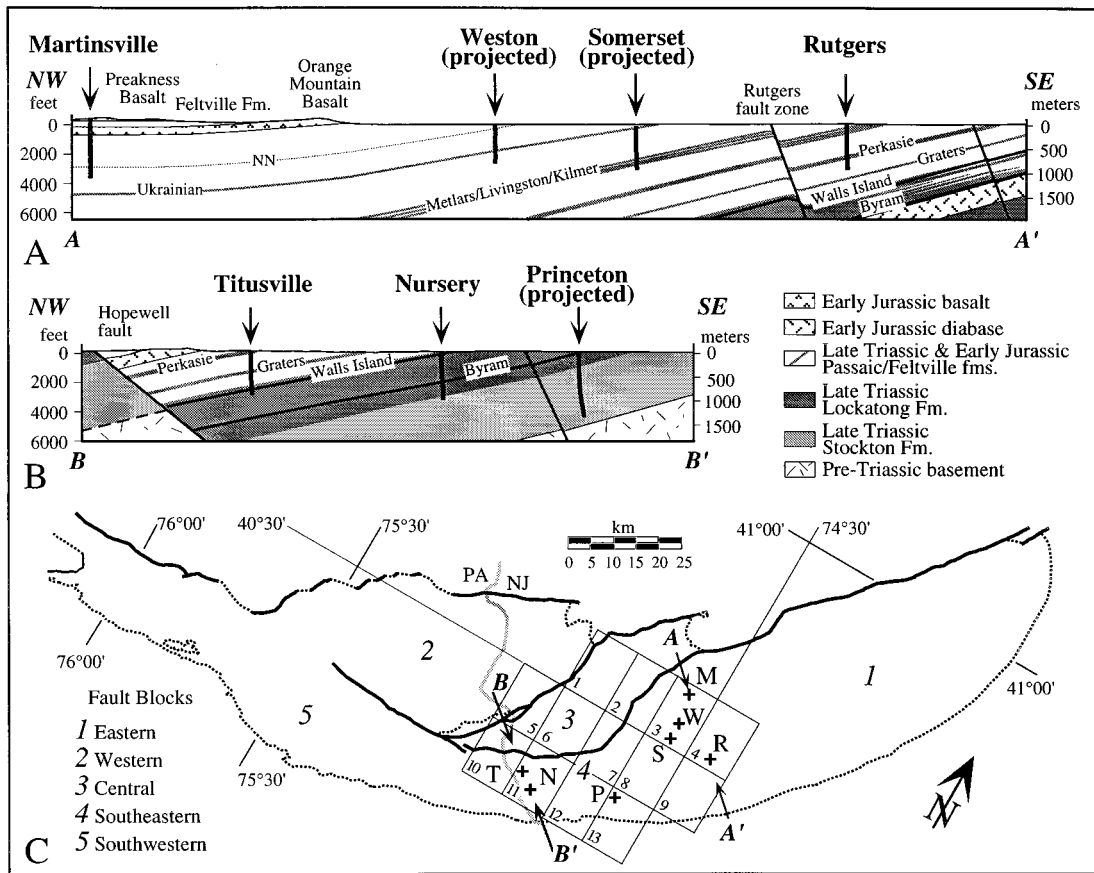 Martinsville
Weston
(projected)
Somerset
(projected)
Rutgers
NW
feet
Preakness
Basalt
Feltville Fm.
Orange
Mountain
Basalt
Rutgers
fault zone
SE
meters
0
2000
4000
6000
NN
Ukrainian
Metlars/Livingston/Kilmer
Perkasie
Graters
Walls Island
Byram
0
500
1000
1500
A
A
A'
Titusville
Nursery
Princeton
(projected)
NW
feet
Hopewell
fault
SE
meters
0
2000
4000
6000
Perkasie
Graters
Walls Island
Byram
0
500
1000
1500
B
B
B'
Early Jurassic basalt
Early Jurassic diabase
Late Triassic & Early Jurassic
Passaic/Feltville fms.
Late Triassic
Lockatong Fm.
Late Triassic
Stockton Fm.
Pre-Triassic basement
76°00'
40°30'
75°30'
km
0 5 10 15 20 25
41°00'
74°30'
PA
NJ
76°00'
75°30'
41°00'
2
5
3
4
1
A
M
W
S
R
A'
B
T
N
P
B'
1
2
3
4
5
6
7
8
9
10
11
12
13
Fault Blocks
1 Eastern
2 Western
3 Central
4 Southeastern
5 Southwestern
N
C